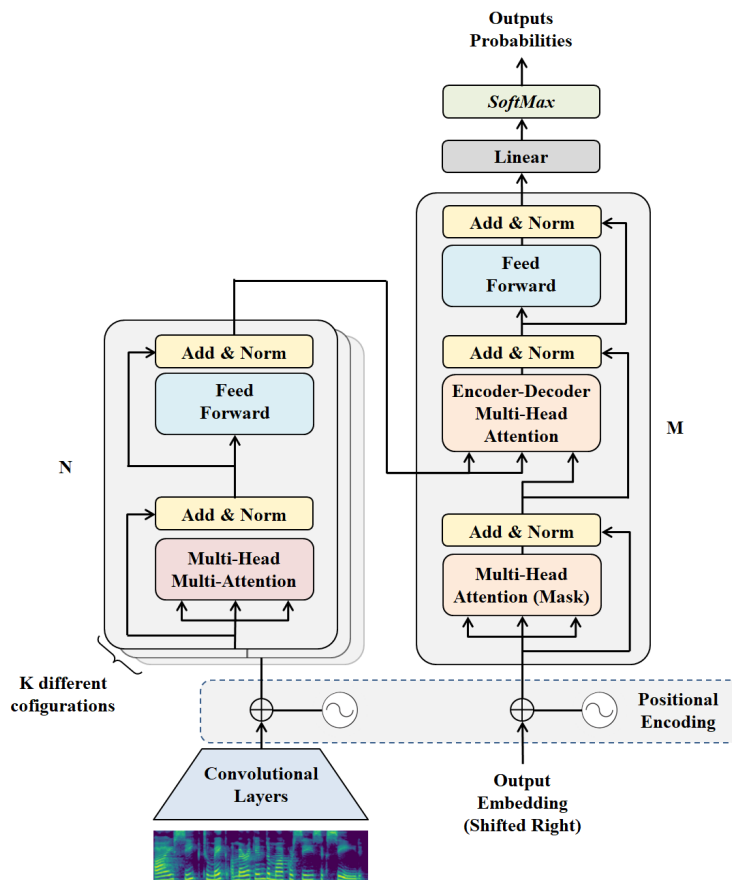 Outputs
Probabilities
SoftMax
Linear
Add & Norm
Feed
Forward
Add & Norm
Encoder-Decoder
Multi-Head
Attention
M
Add & Norm
Multi-Head
Attention (Mask)
Add & Norm
Feed
Forward
N
Add & Norm
Multi-Head
Multi-Attention
K different
cofigurations
Positional
Encoding
Convolutional
Layers
Output
Embedding
(Shifted Right)